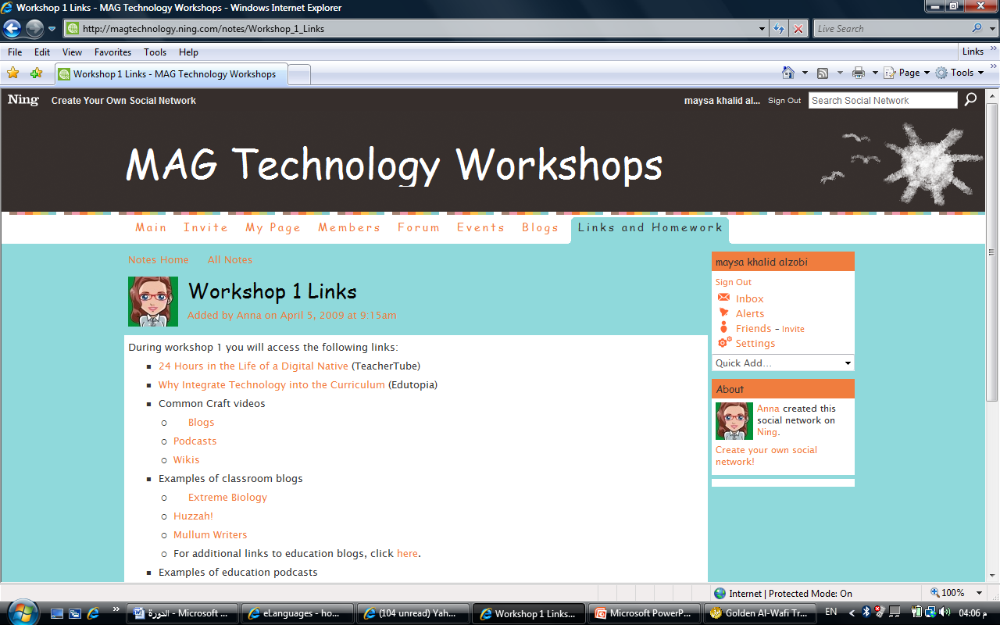 Workshop 1 Links - MAG Technology Workshops - Windows Internet Explorer
http://magtechnology.ning.com/notes/Workshop_1_Links
Live Search
File Edit View Favorites Tools Help
Links
Workshop 1 Links - MAG Technology Workshops
Page Tools
Ning Create Your Own Social Network
maysa khalid al... Sign Out Search Social Network
MAG Technology Workshops
Main Invite My Page Members Forum Events Blogs Links and Homework
Notes Home All Notes
Workshop 1 Links
Added by Anna on April 5, 2009 at 9:15am
During workshop 1 you will access the following links:
24 Hours in the Life of a Digital Native (TeacherTube)
Why Integrate Technology into the Curriculum (Edutopia)
Common Craft videos
Blogs
Podcasts
Wikis
Examples of classroom blogs
Extreme Biology
Huzzah!
Mullum Writers
For additional links to education blogs, click here.
Examples of education podcasts
maysa khalid alzobi
Sign Out
Inbox
Alerts
Friends - Invite
Settings
Quick Add...
About
Anna created this
social network on
Ning.
Create your own social
network!
Internet | Protected Mode: On
100%
الدورة - Microsoft ...
eLanguages - ho...
(104 unread) Yah...
Workshop 1 Links...
Microsoft PowerP...
Golden Al-Wafi Tr...
EN
04:06 م